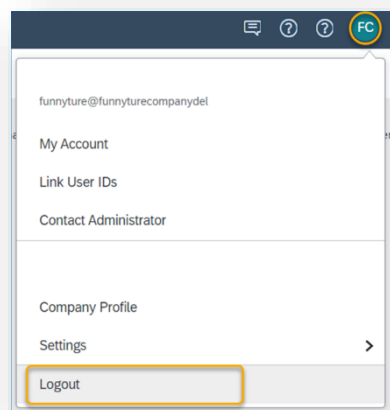 FC
funnyture@funnyturecompanydel
My Account
Link User IDs
Contact Administrator
Company Profile
Settings
Logout